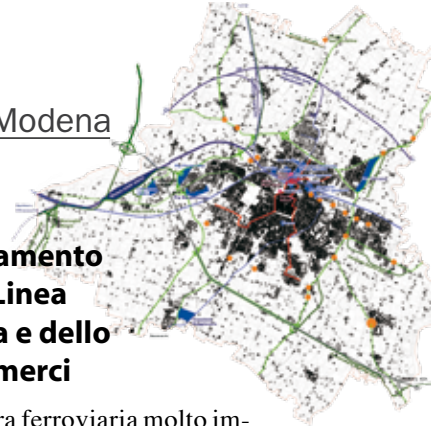 Modena
amento
Linea
a e dello
merci
ra ferroviaria molto im-